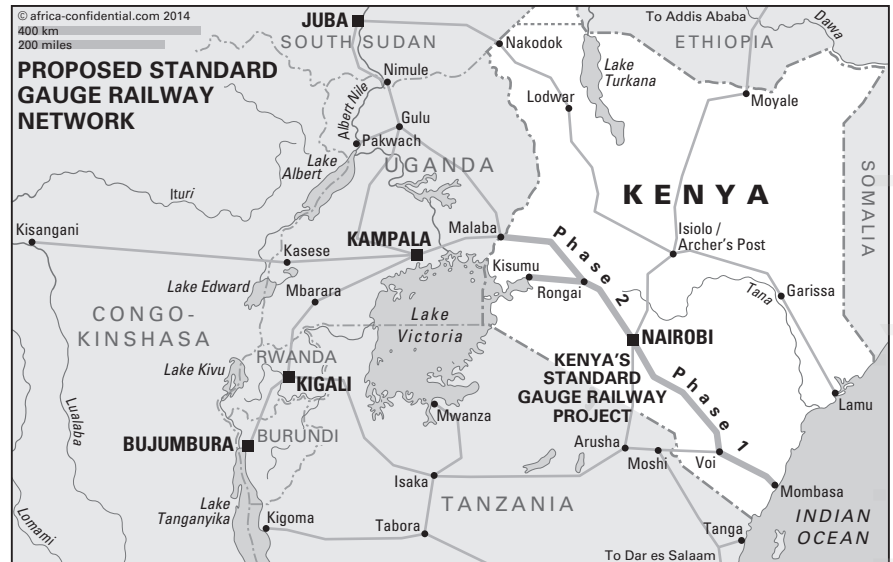 © africa-confidential.com 2014
400 km
200 miles
PROPOSED STANDARD
GAUGE RAILWAY
NETWORK
JUBA
SOUTH SUDAN
Nakodok
To Addis Ababa
ETHIOPIA
Dawa
Nimule
Lake
Turkana
Lodwar
Moyale
Albert Nile
Gulu
Pakwach
Lake
Albert
UGANDA
SOMALIA
KENYA
Ituri
Kisangani
KAMPALA
Malaba
Phase 2
Isiolo /
Archer's Post
Kasese
Kisumu
Rongai
Lake Edward
Mbarara
Tana
Garissa
CONGO-
KINSHASA
Lake
Victoria
NAIROBI
RWANDA
Lake Kivu
KIGALI
KENYA'S
STANDARD
GAUGE RAILWAY
PROJECT
Phase 1
Lamu
Lualaba
Mwanza
BUJUMBURA
BURUNDI
Arusha
Moshi
Voi
Isaka
Mombasa
Lake
Tanganyika
TANZANIA
INDIAN
OCEAN
Lomami
Kigoma
Tabora
Tanga
To Dar es Salaam